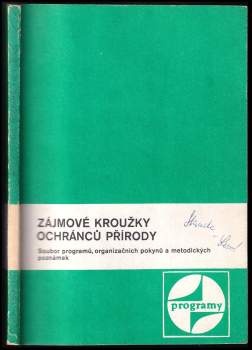 ZÁJMOVÉ KROUŽKY
OCHRÁNCŮ PŘÍRODY
Soubor programů, organizačních pokynů a metodických
poznámek
programy